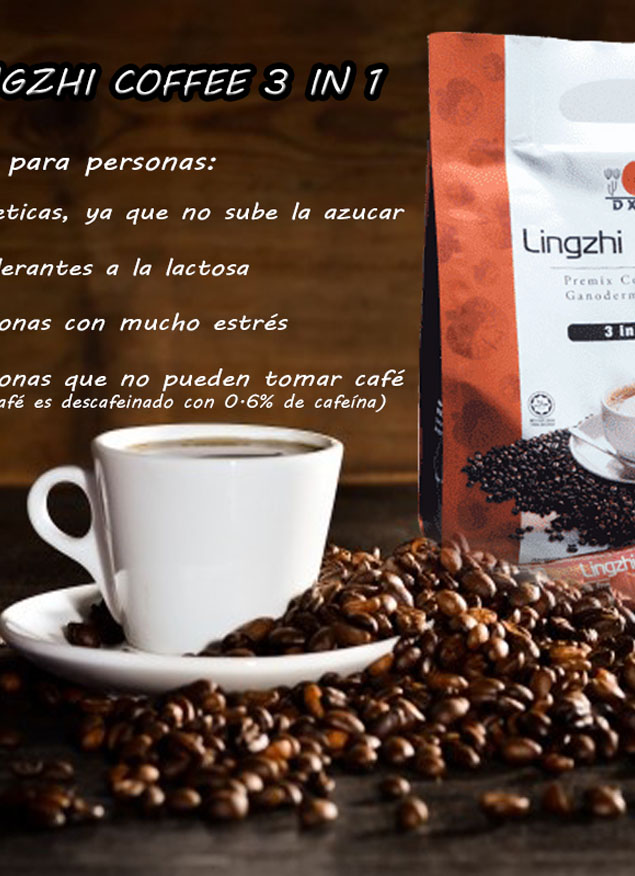 NGZHI COFFEE 3 IN 1
para personas:
eticas, ya que no sube la azucar
lerantes a la lactosa
onas con mucho estrés
onas que no pueden tomar café
afé es descafeinado con 0.6% de cafeína)
DX
Lingzhi
Premix Co
Ganoderm
3 in
Lingzhi